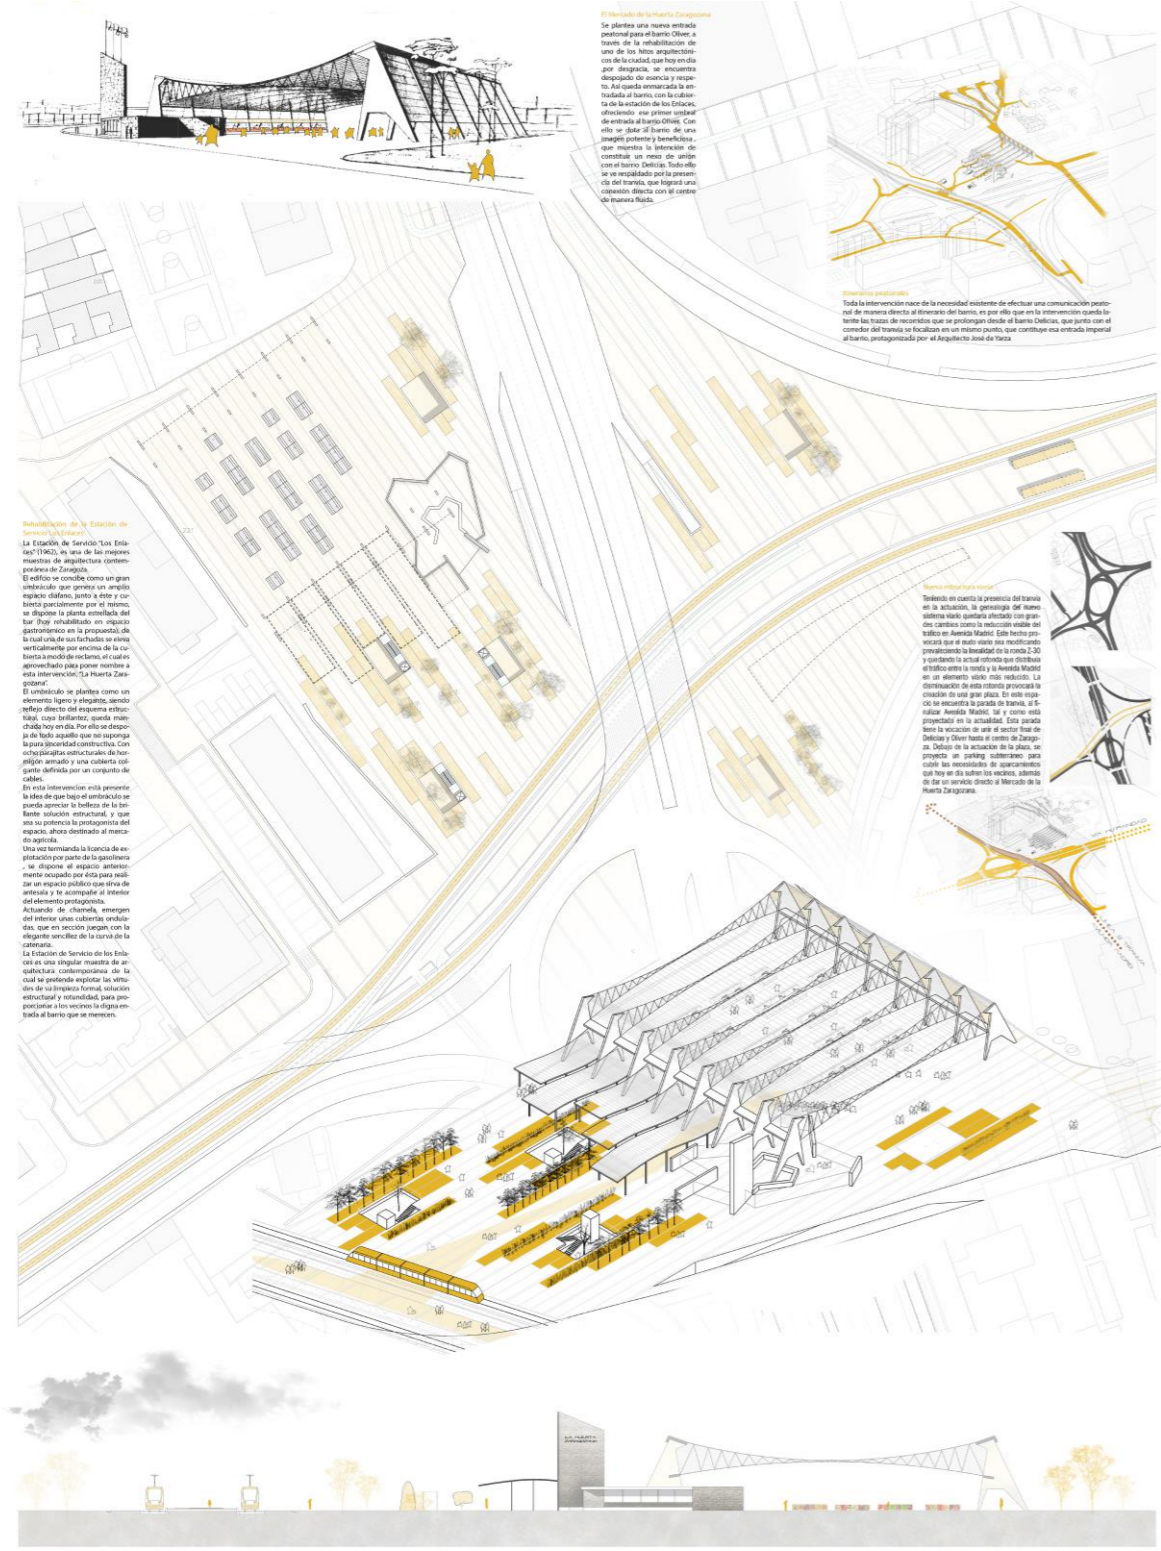 El Mercado de la Huerta Zaragozana
Se plantea una nueva entrada
peatonal para el barrio Oliver, a
través de la rehabilitación de
uno de los hitos arquitectóni-
cos de la ciudad, que hoy en día
,por desgracia, se encuentra
despojado de esencia y respe-
to. Así queda enmarcada la en-
tradada al barrio, con la cubier-
ta de la estación de los Enlaces,
ofreciendo ese primer umbral
de entrada al barrio Oliver. Con
ello se dota al barrio de una
imagen potente y beneficiosa ,
que muestra la intención de
constituir un nexo de unión
con el barrio Delicias. Todo ello
se ve respaldado por la presen-
cia del tranvía, que logrará una
conexión directa con el centro
de manera fluida.
Itinerarios peatonales
Toda la intervención nace de la necesidad existente de efectuar una comunicación peato-
nal de manera directa al itinerario del barrio, es por ello que en la intervención queda la-
tente las trazas de recorridos que se prolongan desde el barrio Delicias, que junto con el
corredor del tranvía se focalizan en un mismo punto, que contituye esa entrada imperial
al barrio, protagonizada por el Arquitecto José de Yarza
Rehabilitación de la Estación de
Servicio "Los Enlaces"
La Estación de Servicio "Los Enla-
ces" (1962), es una de las mejores
muestras de arquitectura contem-
poránea de Zaragoza.
El edificio se concibe como un gran
umbráculo que genera un amplio
espacio diáfano, junto a éste y cu-
bierta parcialmente por el mismo,
se dispone la planta estrellada del
bar (hoy rehabilitado en espacio
gastronómico en la propuesta), de
la cual una de sus fachadas se eleva
verticalmente por encima de la cu-
bierta a modo de reclamo, el cual es
aprovechado para poner nombre a
esta intervención, "La Huerta Zara-
gozana".
El umbráculo se plantea como un
elemento ligero y elegante, siendo
reflejo directo del esquema estruc-
tural, cuya brillantez, queda man-
chada hoy en día. Por ello se despo-
ja de todo aquello que no suponga
la pura sinceridad constructiva. Con
ocho parajitas estructurales de hor-
migón armado y una cubierta col-
gante definida por un conjunto de
cables.
En esta intervencion está presente
la idea de que bajo el umbráculo se
pueda apreciar la belleza de la bri-
llante solución estructural, y que
sea su potencia la protagonista del
espacio, ahora destinado al merca-
do agrícola.
Una vez termianda la licencia de ex-
plotación por parte de la gasolinera
, se dispone el espacio anterior-
mente ocupado por ésta para reali-
zar un espacio público que sirva de
antesala y te acompañe al interior
del elemento protagonista.
Actuando de charnela, emergen
del interior unas cubiertas ondula-
das, que en sección juegan con la
elegante sencillez de la curva de la
catenaria.
La Estación de Servicio de los Enla-
ces es una singular muestra de ar-
quitectura contemporánea de la
cual se pretende explotar las virtu-
des de su limpieza formal, solución
estructural y rotundidad, para pro-
porcionar a los vecinos la digna en-
trada al barrio que se merecen.
Nueva estructura viaria
Teniendo en cuenta la presencia del tranvía
en la actuación, la genealogía del nuevo
sistema viario quedaría afectado con gran-
des cambios como la reducción visible del
tráfico en Avenida Madrid. Este hecho pro-
vocará que el nudo viario sea modificando
prevaleciendo la linealidad de la ronda Z-30
y quedando la actual rotonda que distribuía
el tráfico entre la ronda y la Avenida Madrid
en un elemento viario más reducido. La
disminuación de esta rotonda provocará la
creación de una gran plaza. En este espa-
cio se encuentra la parada de tranvía, al fi-
nalizar Avenida Madrid, tal y como está
proyectada en la actualidad. Esta parada
tiene la vocación de unir el sector final de
Delicias y Oliver hasta el centro de Zarago-
za. Debajo de la actuación de la plaza, se
proyecta un parking subterráneo para
cubrir las necesidades de aparcamientos
que hoy en día sufren los vecinos, además
de dar un servicio directo al Mercado de la
Huerta Zaragozana.
LA HUERTA